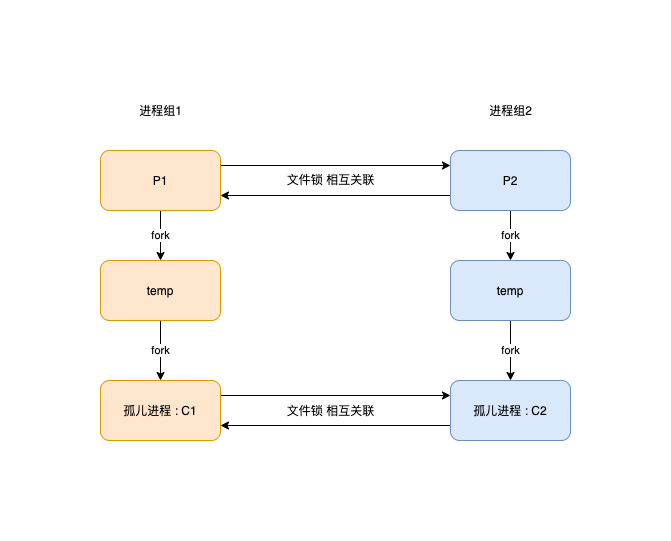 进程组1
进程组2
P1
文件锁 相互关联
P2
fork
fork
temp
temp
fork
fork
孤儿进程 : C1
文件锁 相互关联
孤儿进程 : C2